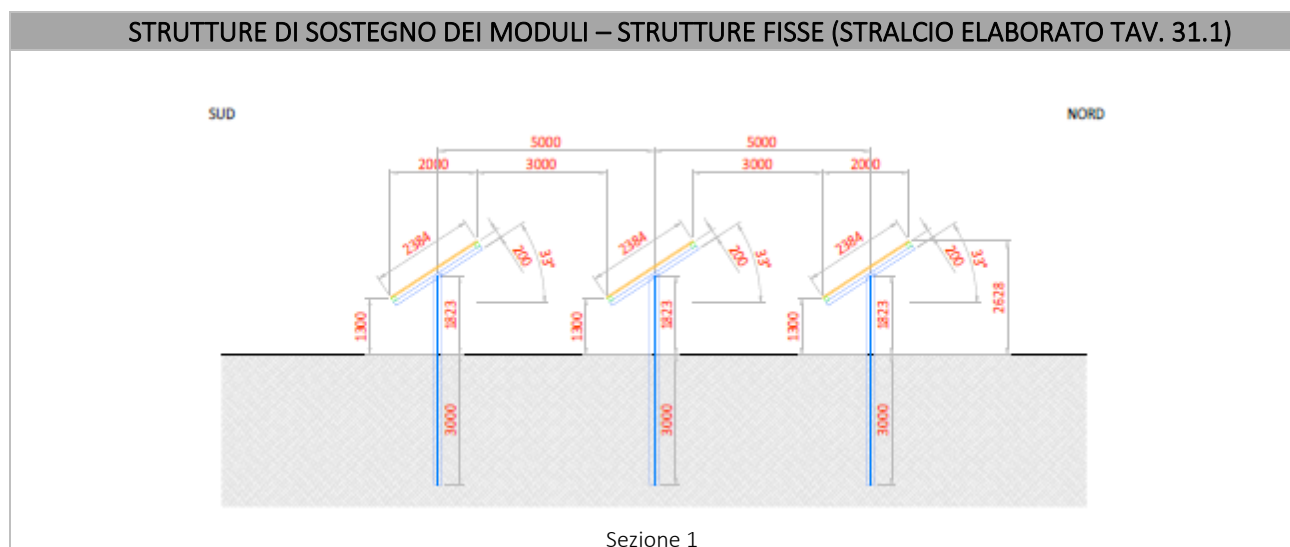 STRUTTURE DI SOSTEGNO DEI MODULI – STRUTTURE FISSE (STRALCIO ELABORATO TAV. 31.1)
SUD NORD
5000 5000
2000 3000 3000 2000
2384 200 33° 2384 200 33° 2384 200 33°
1300 1823 1300 1823 1300 1823 2628
3000 3000 3000
Sezione 1